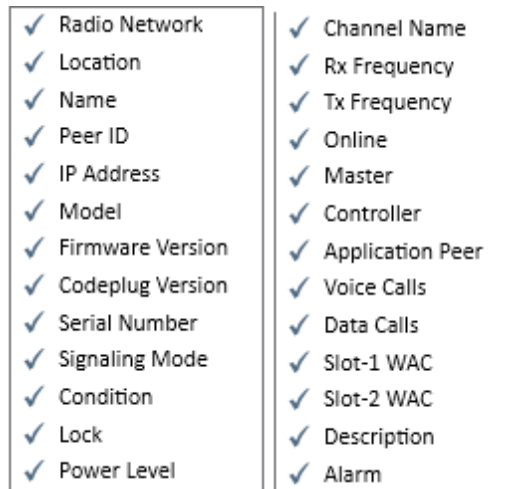 Radio Network
Location
Name
Peer ID
IP Address
Model
Firmware Version
Codeplug Version
Serial Number
Signaling Mode
Condition
Lock
Power Level
Channel Name
Rx Frequency
Tx Frequency
Online
Master
Controller
Application Peer
Voice Calls
Data Calls
Slot-1 WAC
Slot-2 WAC
Description
Alarm